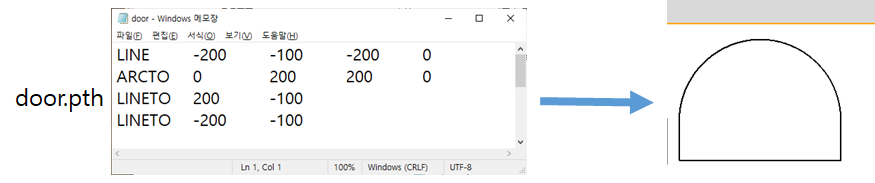 door - Windows 메모장
파일(F) 편집(E) 서식(O) 보기(V) 도움말(H)
LINE -200 -100 -200 0
ARCTO 0 200 200 0
LINETO 200 -100
LINETO -200 -100
door.pth
Ln 1, Col 1 100% Windows (CRLF) UTF-8